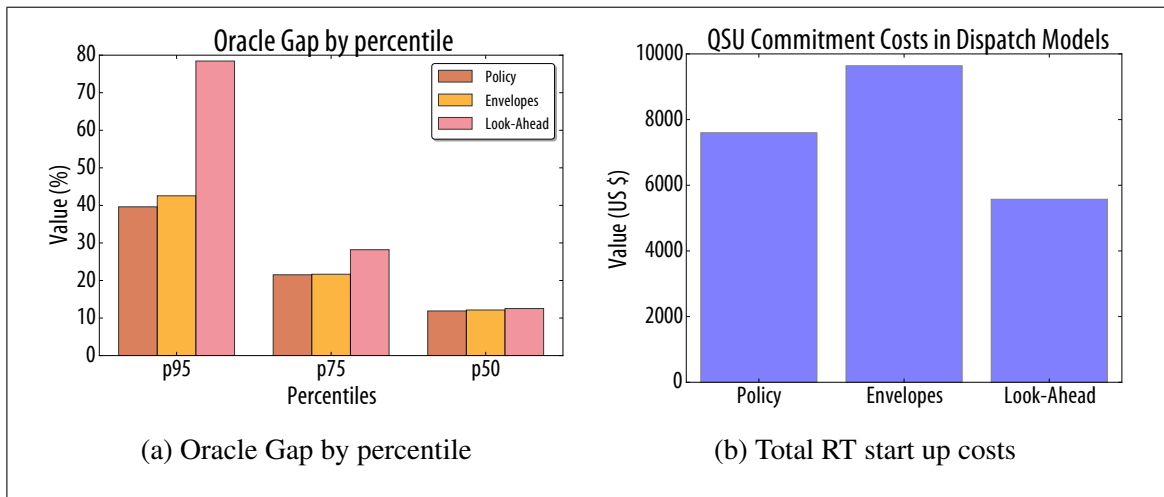 Oracle Gap by percentile
Value (%)
80
70
60
50
40
30
20
10
0
Policy
Envelopes
Look-Ahead
p95
p75
p50
Percentiles
(a) Oracle Gap by percentile
QSU Commitment Costs in Dispatch Models
Value (US $)
10000
8000
6000
4000
2000
0
Policy
Envelopes
Look-Ahead
(b) Total RT start up costs